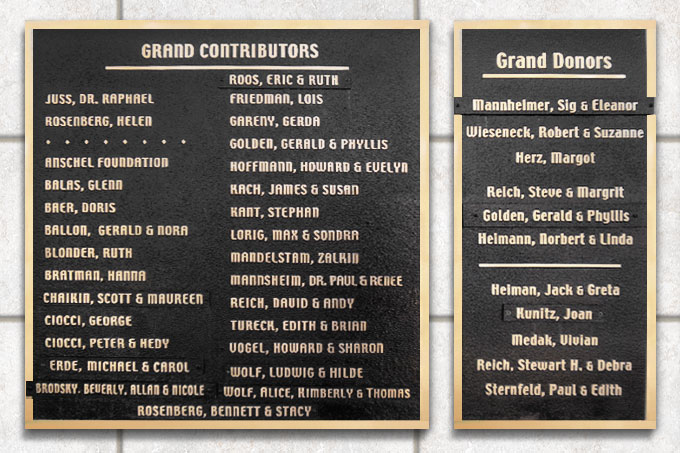 GRAND CONTRIBUTORS
JUSS, DR. RAPHAEL
ROSENBERG, HELEN
ANSCHEL FOUNDATION
BALAS, GLENN
BAER, DORIS
BALLON, GERALD & NORA
BLONDER, RUTH
BRATMAN, HANNA
CHAIKIN, SCOTT & MAUREEN
CIOCCI, GEORGE
CIOCCI, PETER & HEDY
ERDE, MICHAEL & CAROL
BRODSKY, BEVERLY, ALLAN & NICOLE
ROOS, ERIC & RUTH
FRIEDMAN, LOIS
GARENY, GERDA
GOLDEN, GERALD & PHYLLIS
HOFFMANN, HOWARD & EVELYN
KACH, JAMES & SUSAN
KANT, STEPHAN
LORIG, MAX & SONDRA
MANDELSTAM, ZALKIN
MANNSHEIM, DR. PAUL & RENEE
REICH, DAVID & ANDY
TURECK, EDITH & BRIAN
VOGEL, HOWARD & SHARON
WOLF, LUDWIG & HILDE
WOLF, ALICE, KIMBERLY & THOMAS
ROSENBERG, BENNETT & STACY
Grand Donors
Mannheimer, Sig & Eleanor
Wieseneck, Robert & Suzanne
Herz, Margot
Reich, Steve & Margrit
Golden, Gerald & Phyllis
Heimann, Norbert & Linda
Heiman, Jack & Greta
Kunitz, Joan
Medak, Vivian
Reich, Stewart H. & Debra
Sternfeld, Paul & Edith